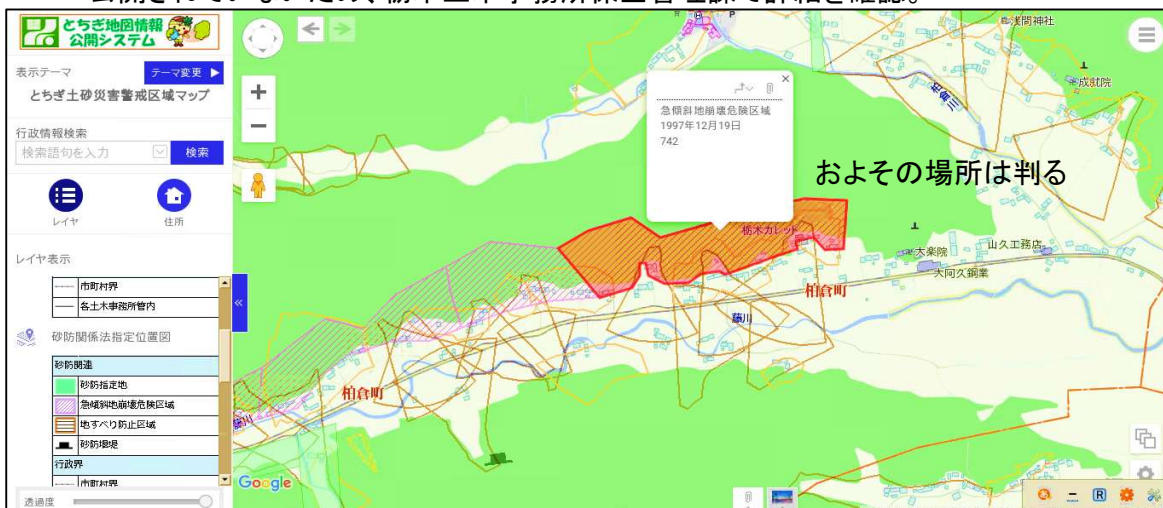 とちぎ地図情報
公開システム
表示テーマ
テーマ変更 ▶
とちぎ土砂災害警戒区域マップ
行政情報検索
検索語句を入力
検索
レイヤ
住所
レイヤ表示
市町村界
各土木事務所管内
砂防関係法指定位置図
砂防関連
砂防指定地
急傾斜地崩壊危険区域
地すべり防止区域
砂防堰堤
行政界
市町村界
透過度
急傾斜地崩壊危険区域
1997年12月19日
742
およその場所は判る
浅間神社
成就院
柏倉川
栃木カレッド
大楽院
山久工務店
大阿久鋼業
柏倉町
藤川
柏倉町
藤川
Google